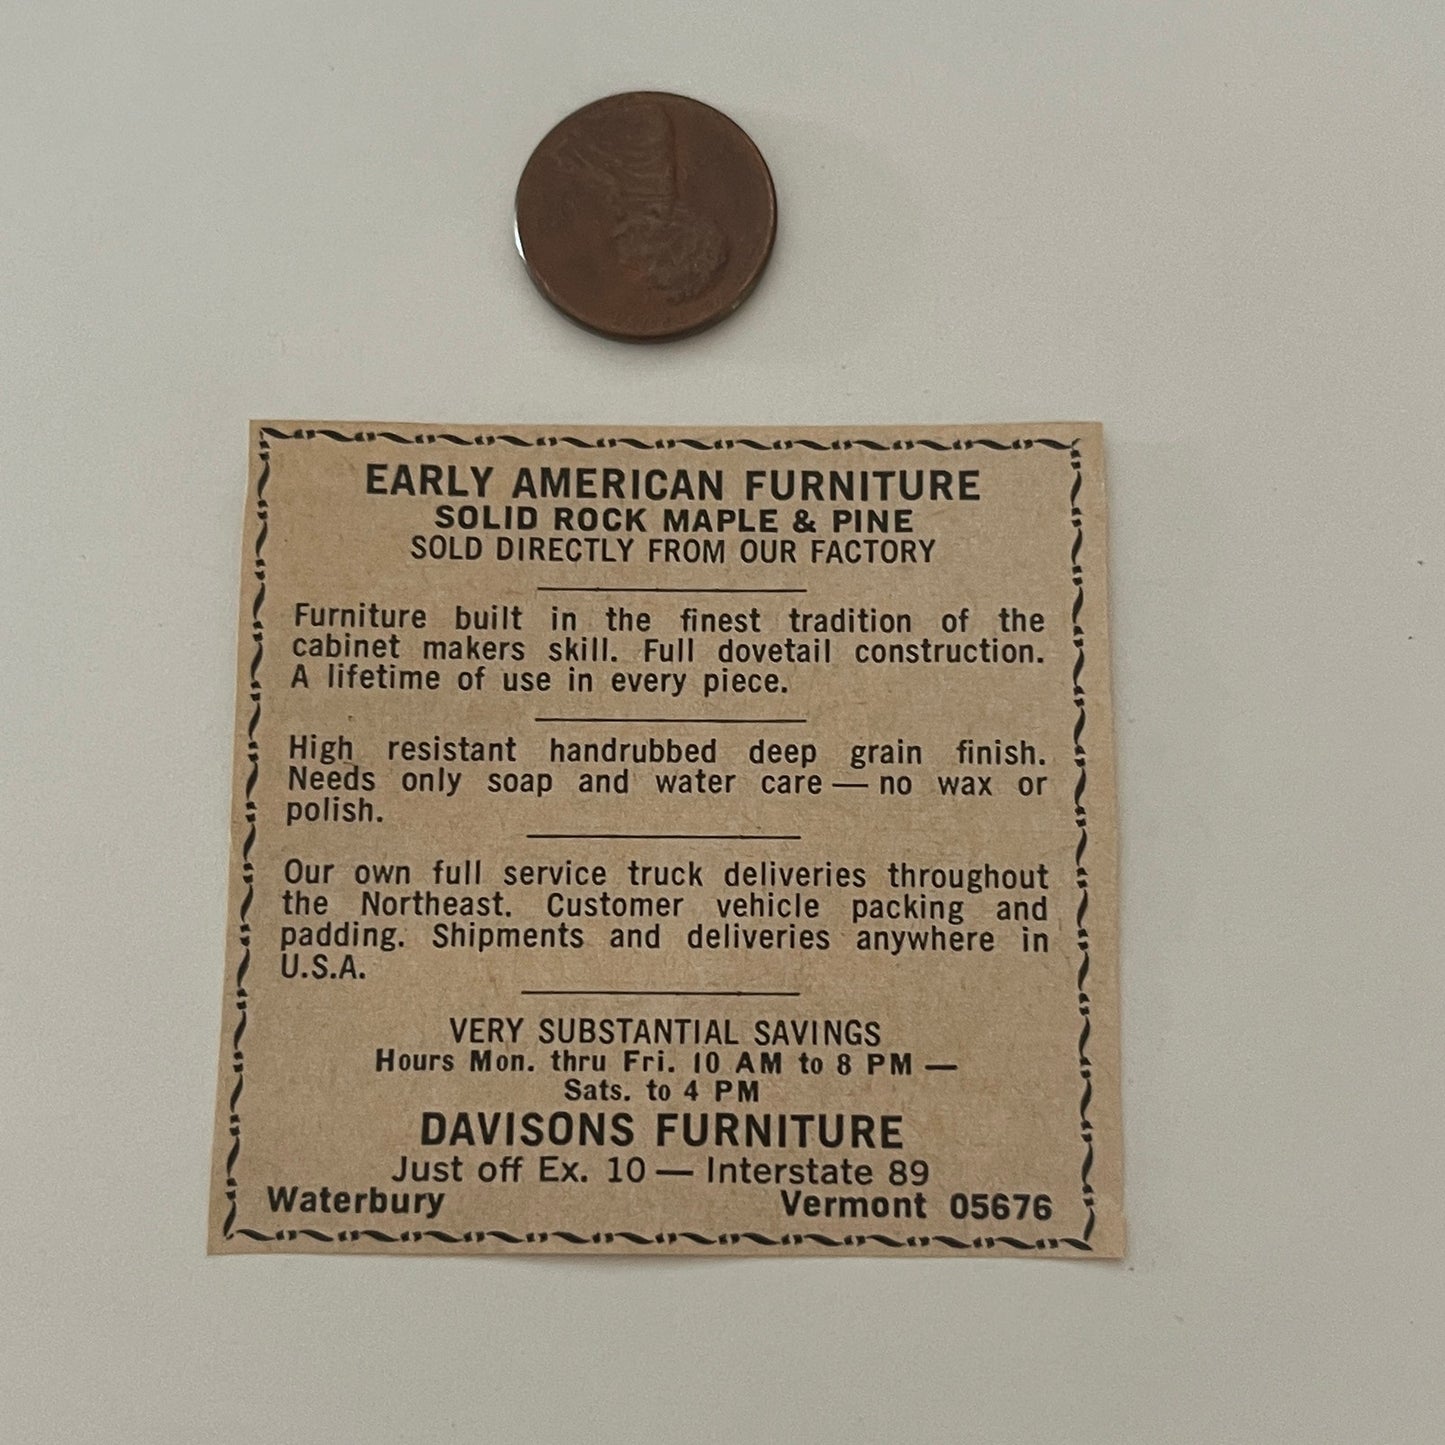 EARLY AMERICAN FURNITURE
SOLID ROCK MAPLE & PINE
SOLD DIRECTLY FROM OUR FACTORY
Furniture built in the finest tradition of the
cabinet makers skill. Full dovetail construction.
A lifetime of use in every piece.
High resistant handrubbed deep grain finish.
Needs only soap and water care — no wax or
polish.
Our own full service truck deliveries throughout
the Northeast. Customer vehicle packing and
padding. Shipments and deliveries anywhere in
U.S.A.
VERY SUBSTANTIAL SAVINGS
Hours Mon. thru Fri. 10 AM to 8 PM —
Sats. to 4 PM
DAVISONS FURNITURE
Just off Ex. 10 — Interstate 89
Waterbury Vermont 05676